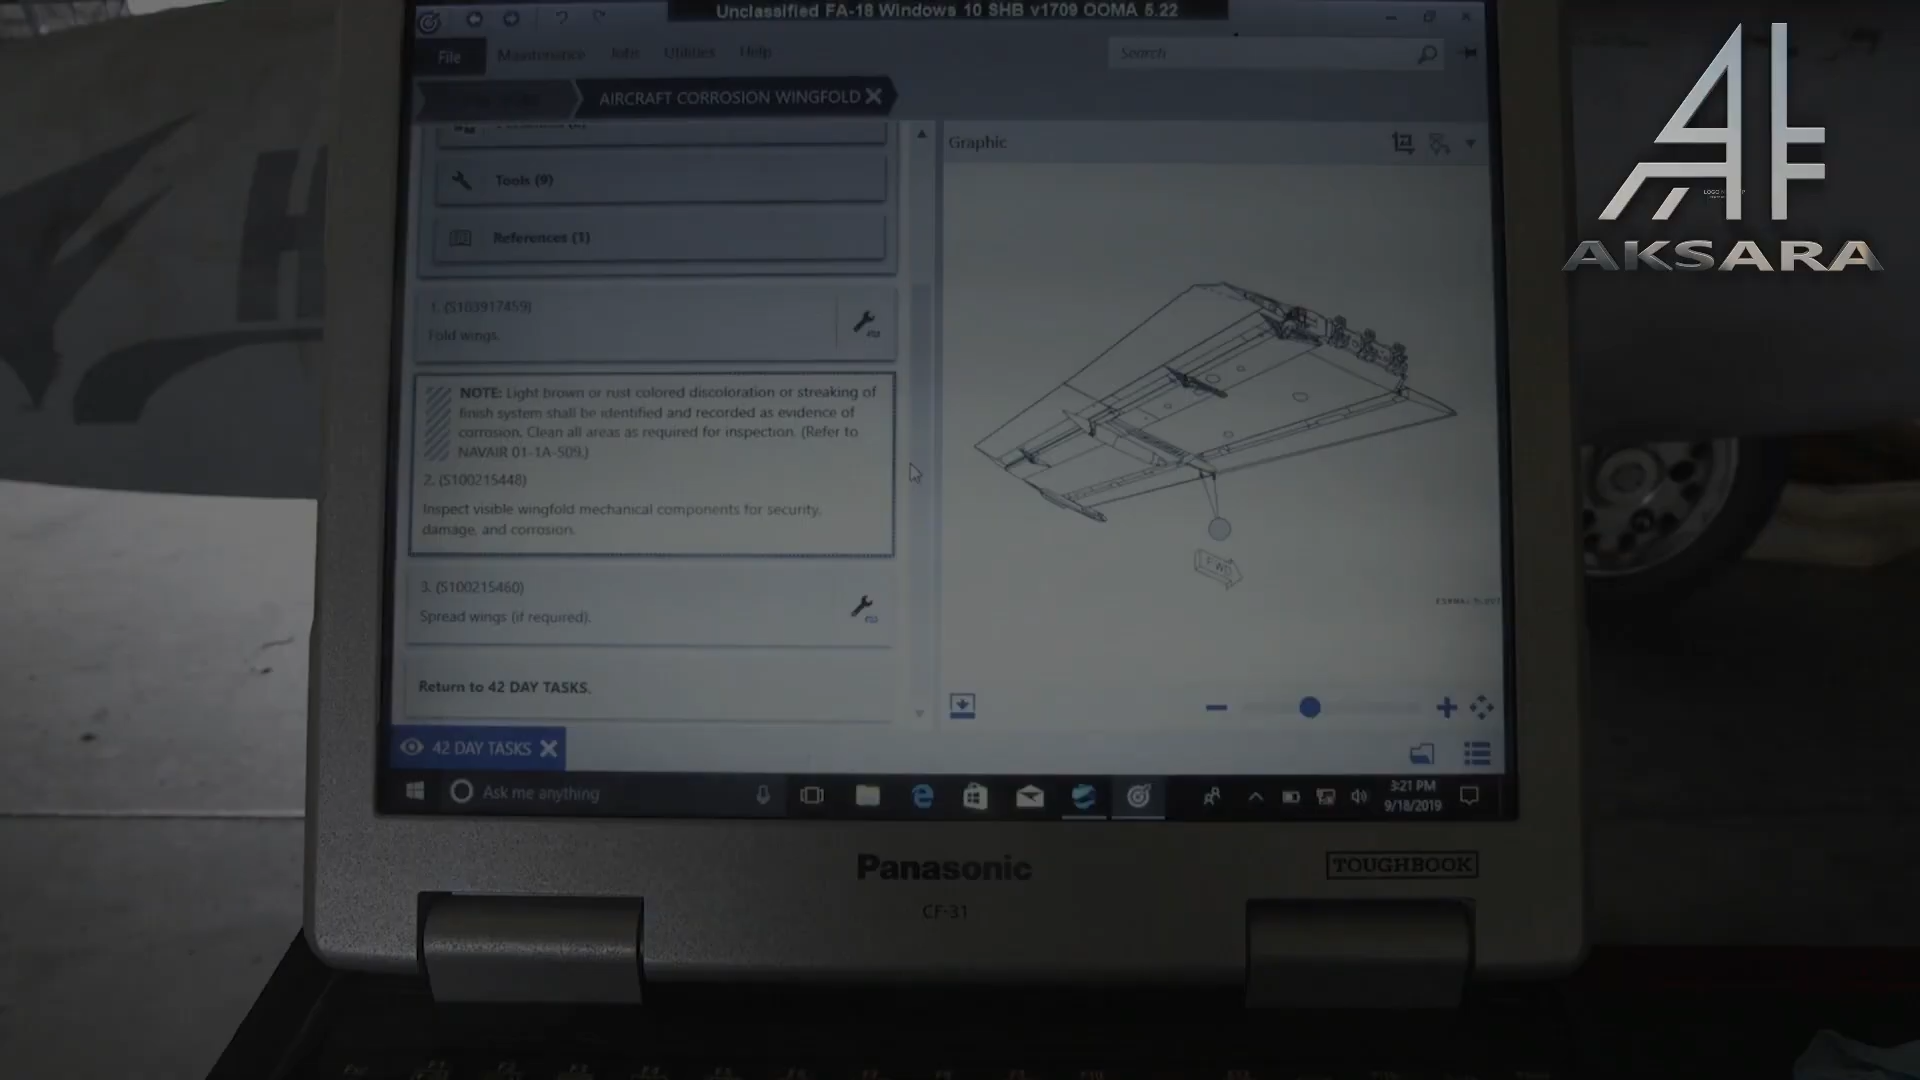 Unclassified FA-18 Windows 10 SHB v1709 OOMA 5.22
File Maintenance Jobs Utilities Help
Search
AIRCRAFT CORROSION WINGFOLD
Graphic
Tools (9)
References (1)
1. (S103917459)
Fold wings.
NOTE: Light brown or rust colored discoloration or streaking of
finish system shall be identified and recorded as evidence of
corrosion. Clean all areas as required for inspection. (Refer to
NAVAIR 01-1A-509.)
2. (S100215448)
Inspect visible wingfold mechanical components for security,
damage, and corrosion.
3. (S100215460)
Spread wings (if required).
Return to 42 DAY TASKS.
FWD
42 DAY TASKS
Ask me anything
3:21 PM
9/18/2019
Panasonic
TOUGHBOOK
CF-31
AKSARA